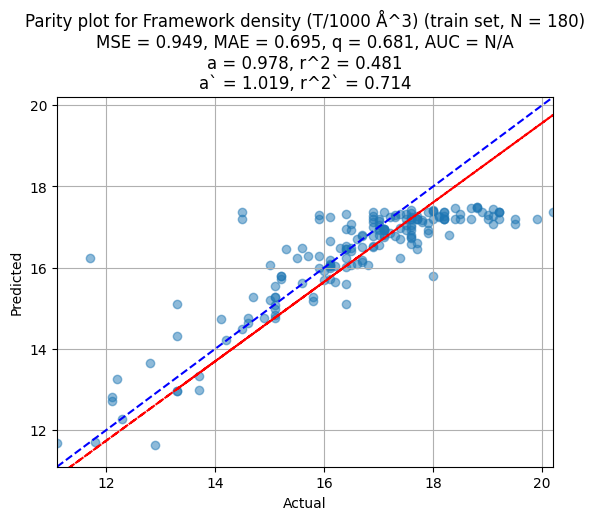 Parity plot for Framework density (T/1000 Å^3) (train set, N = 180)
MSE = 0.949, MAE = 0.695, q = 0.681, AUC = N/A
a = 0.978, r^2 = 0.481
a` = 1.019, r^2` = 0.714
20
18
16
14
12
Predicted
12 14 16 18 20
Actual